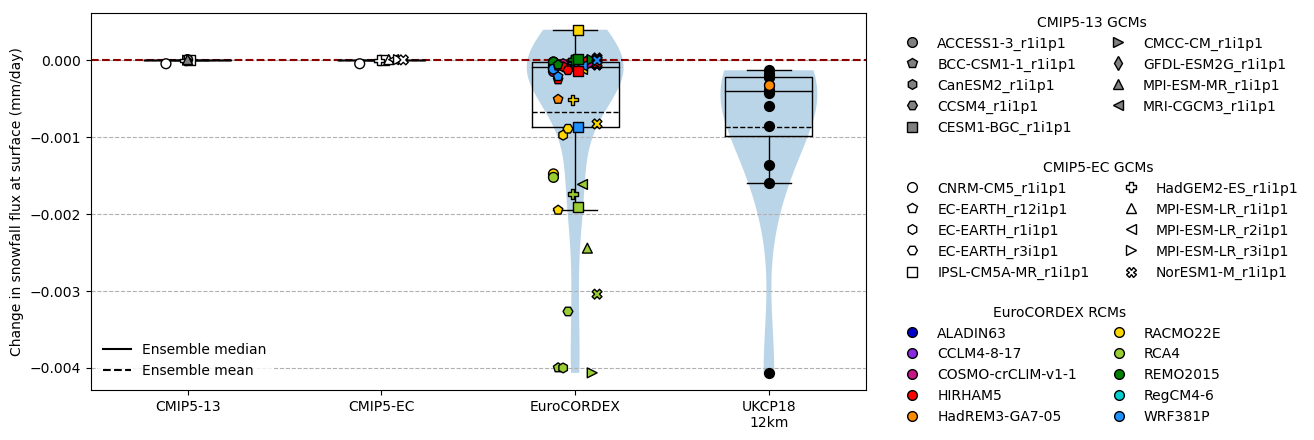 Change in snowfall flux at surface (mm/day)
0.000
−0.001
−0.002
−0.003
−0.004
Ensemble median
Ensemble mean
CMIP5-13
CMIP5-EC
EuroCORDEX
UKCP18
12km
CMIP5-13 GCMs
ACCESS1-3_r1i1p1
BCC-CSM1-1_r1i1p1
CanESM2_r1i1p1
CCSM4_r1i1p1
CESM1-BGC_r1i1p1
CMCC-CM_r1i1p1
GFDL-ESM2G_r1i1p1
MPI-ESM-MR_r1i1p1
MRI-CGCM3_r1i1p1
CMIP5-EC GCMs
CNRM-CM5_r1i1p1
EC-EARTH_r12i1p1
EC-EARTH_r1i1p1
EC-EARTH_r3i1p1
IPSL-CM5A-MR_r1i1p1
HadGEM2-ES_r1i1p1
MPI-ESM-LR_r1i1p1
MPI-ESM-LR_r2i1p1
MPI-ESM-LR_r3i1p1
NorESM1-M_r1i1p1
EuroCORDEX RCMs
ALADIN63
CCLM4-8-17
COSMO-crCLIM-v1-1
HIRHAM5
HadREM3-GA7-05
RACMO22E
RCA4
REMO2015
RegCM4-6
WRF381P